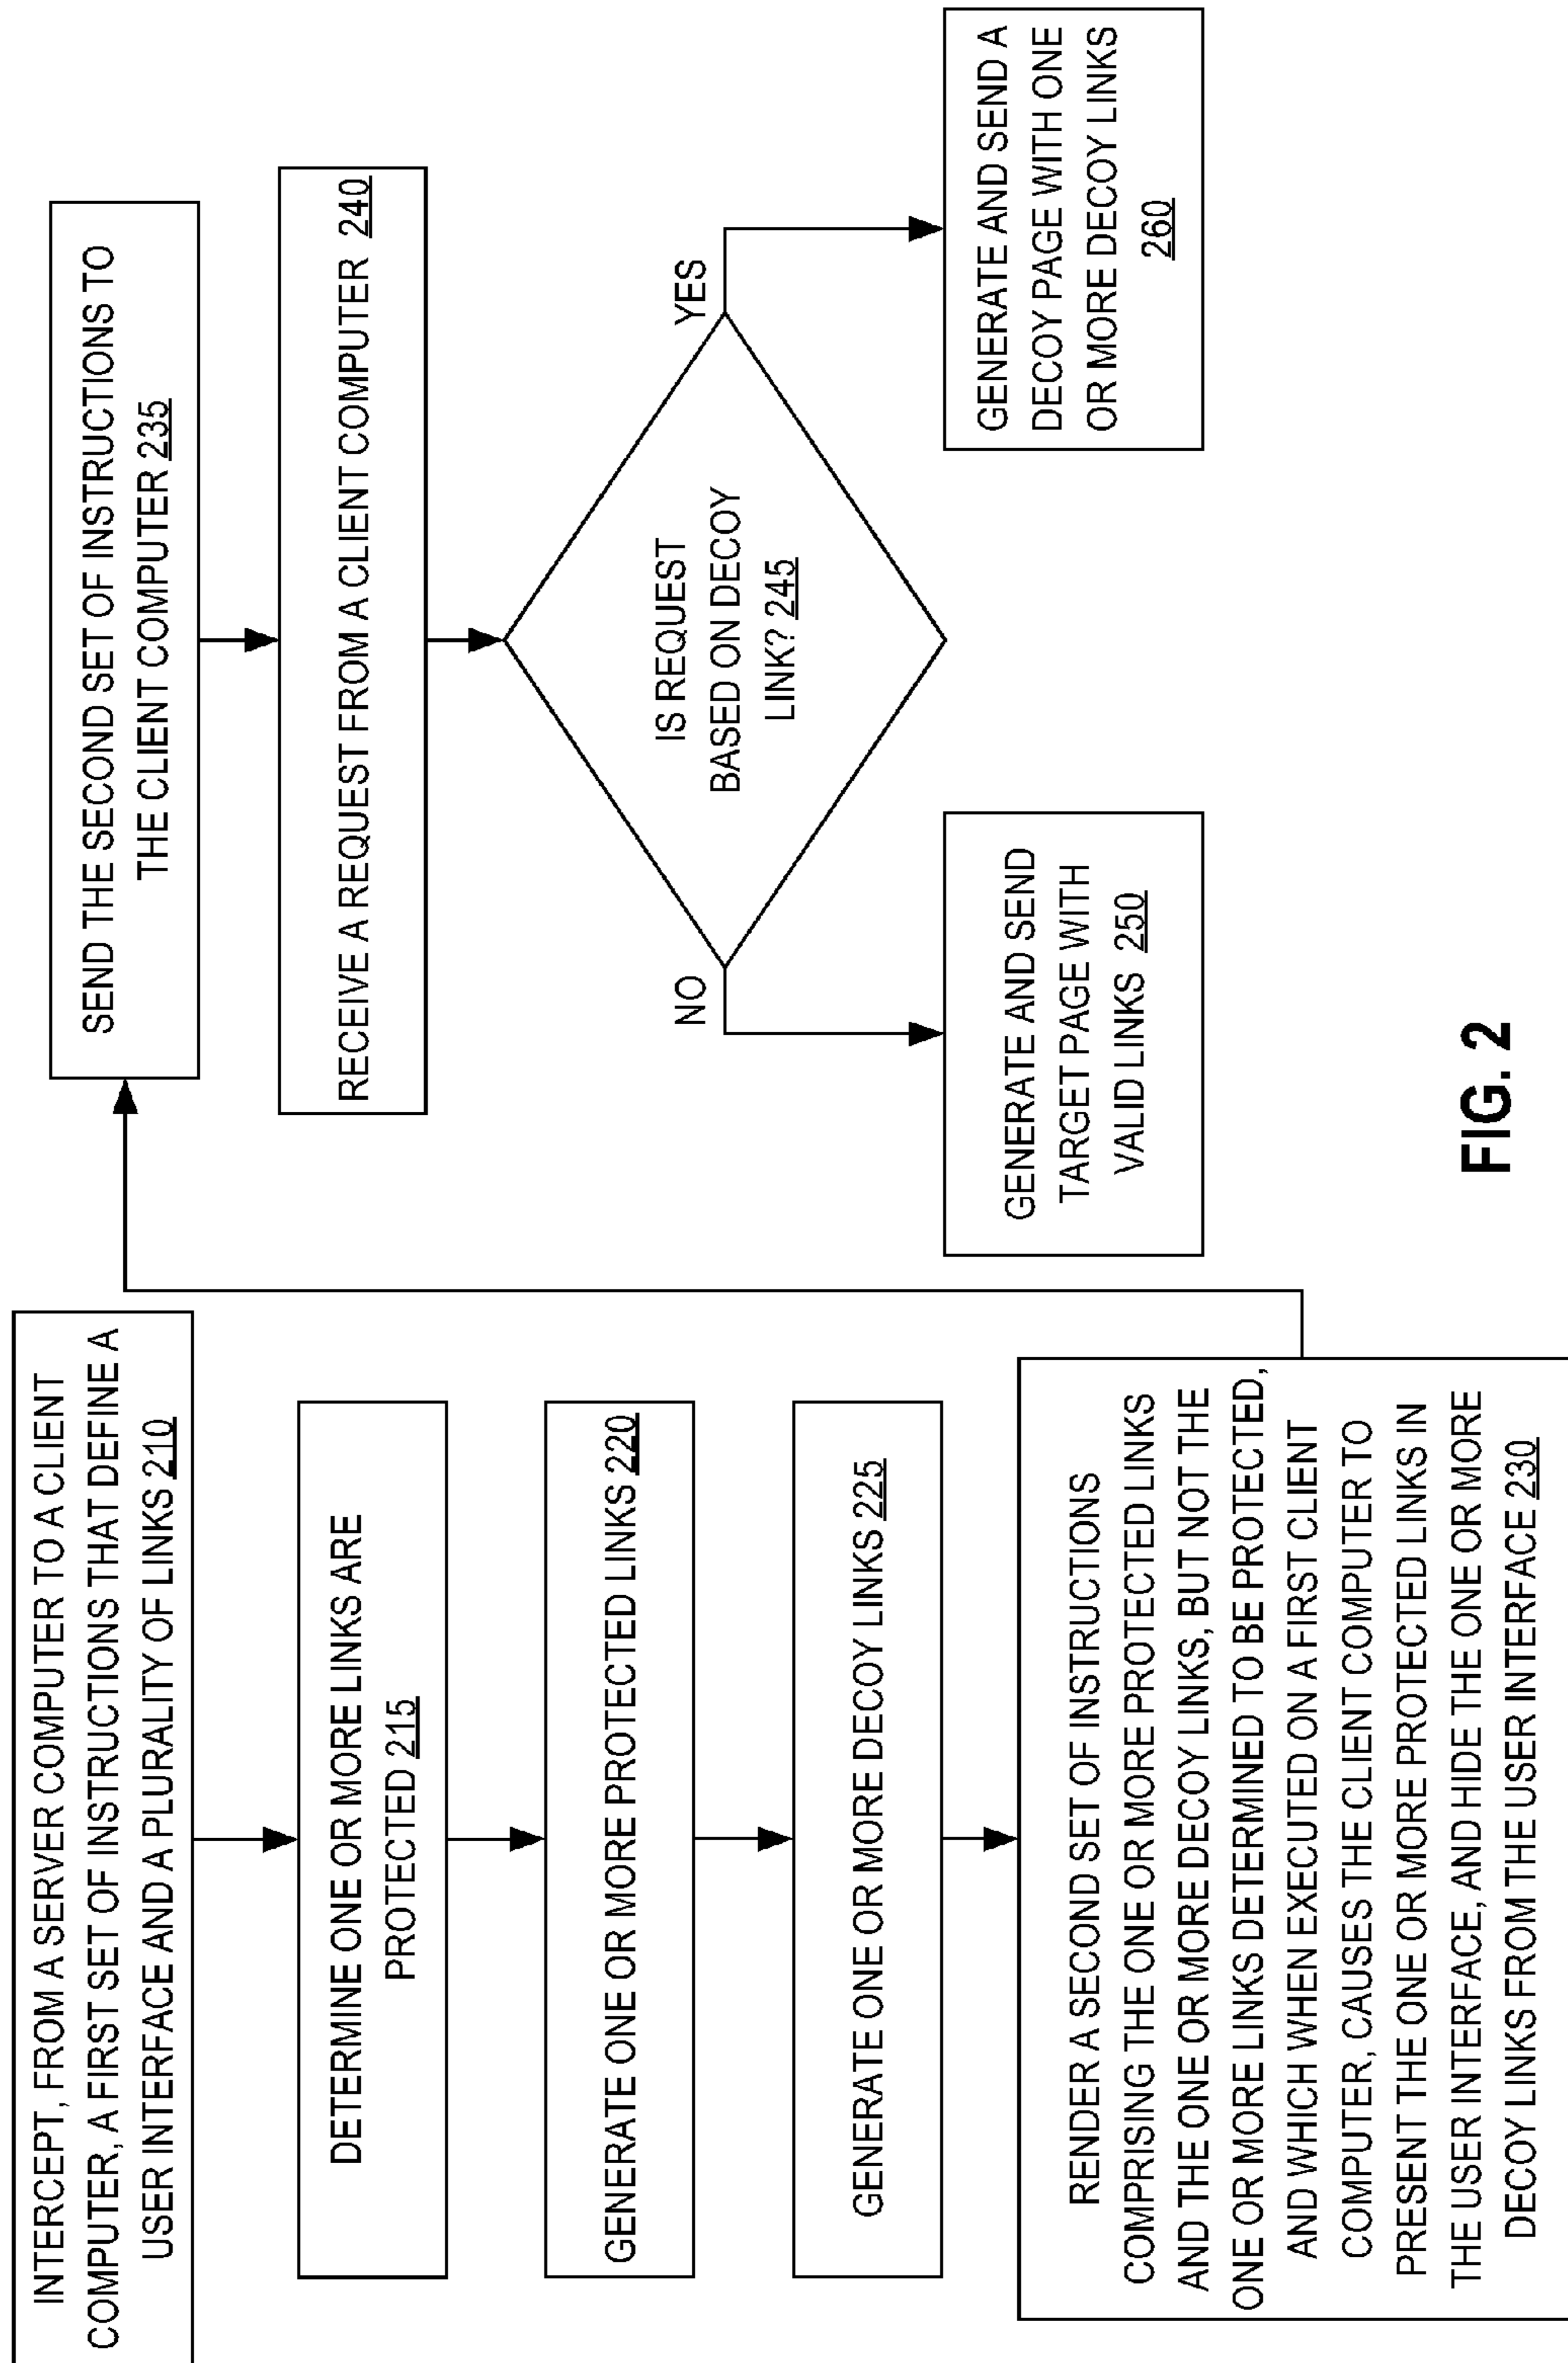 INTERCEPT, FROM A SERVER COMPUTER TO A CLIENT
COMPUTER, A FIRST SET OF INSTRUCTIONS THAT DEFINE A
USER INTERFACE AND A PLURALITY OF LINKS 210
DETERMINE ONE OR MORE LINKS ARE
PROTECTED 215
GENERATE ONE OR MORE PROTECTED LINKS 220
GENERATE ONE OR MORE DECOY LINKS 225
RENDER A SECOND SET OF INSTRUCTIONS
COMPRISING THE ONE OR MORE PROTECTED LINKS
AND THE ONE OR MORE DECOY LINKS, BUT NOT THE
ONE OR MORE LINKS DETERMINED TO BE PROTECTED,
AND WHICH WHEN EXECUTED ON A FIRST CLIENT
COMPUTER, CAUSES THE CLIENT COMPUTER TO
PRESENT THE ONE OR MORE PROTECTED LINKS IN
THE USER INTERFACE, AND HIDE THE ONE OR MORE
DECOY LINKS FROM THE USER INTERFACE 230
SEND THE SECOND SET OF INSTRUCTIONS TO
THE CLIENT COMPUTER 235
RECEIVE A REQUEST FROM A CLIENT COMPUTER 240
IS REQUEST
BASED ON DECOY
LINK? 245
NO
YES
GENERATE AND SEND
TARGET PAGE WITH
VALID LINKS 250
GENERATE AND SEND A
DECOY PAGE WITH ONE
OR MORE DECOY LINKS
260
FIG. 2